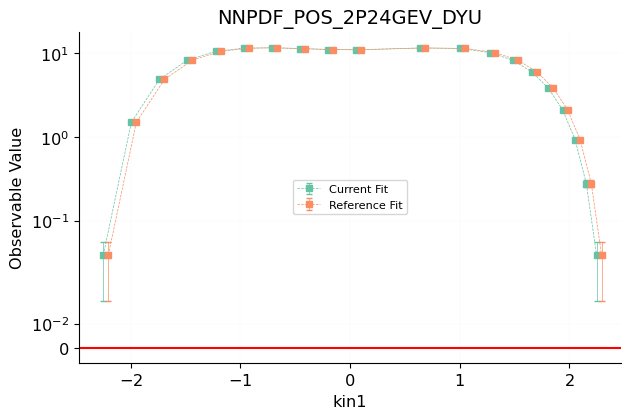 NNPDF_POS_2P24GEV_DYU
Observable Value
10¹
10⁰
10⁻¹
10⁻²
0
Current Fit
Reference Fit
−2
−1
0
1
2
kin1